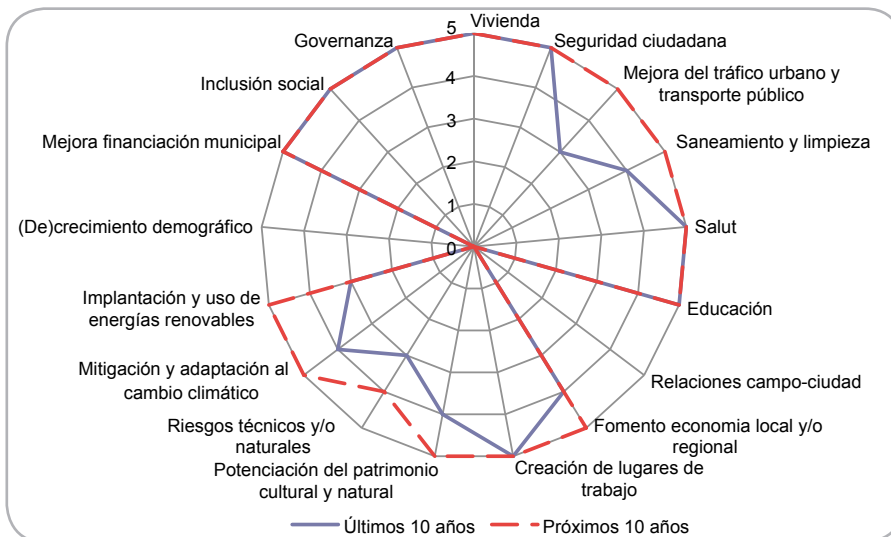 Vivienda
Seguridad ciudadana
Mejora del tráfico urbano y
transporte público
Saneamiento y limpieza
Salut
Educación
Relaciones campo-ciudad
Fomento economia local y/o
regional
Creación de lugares de
trabajo
Potenciación del patrimonio
cultural y natural
Riesgos técnicos y/o
naturales
Mitigación y adaptación al
cambio climático
Implantación y uso de
energías renovables
(De)crecimiento demográfico
Mejora financiación municipal
Inclusión social
Governanza
5
4
3
2
1
0
Últimos 10 años
Próximos 10 años